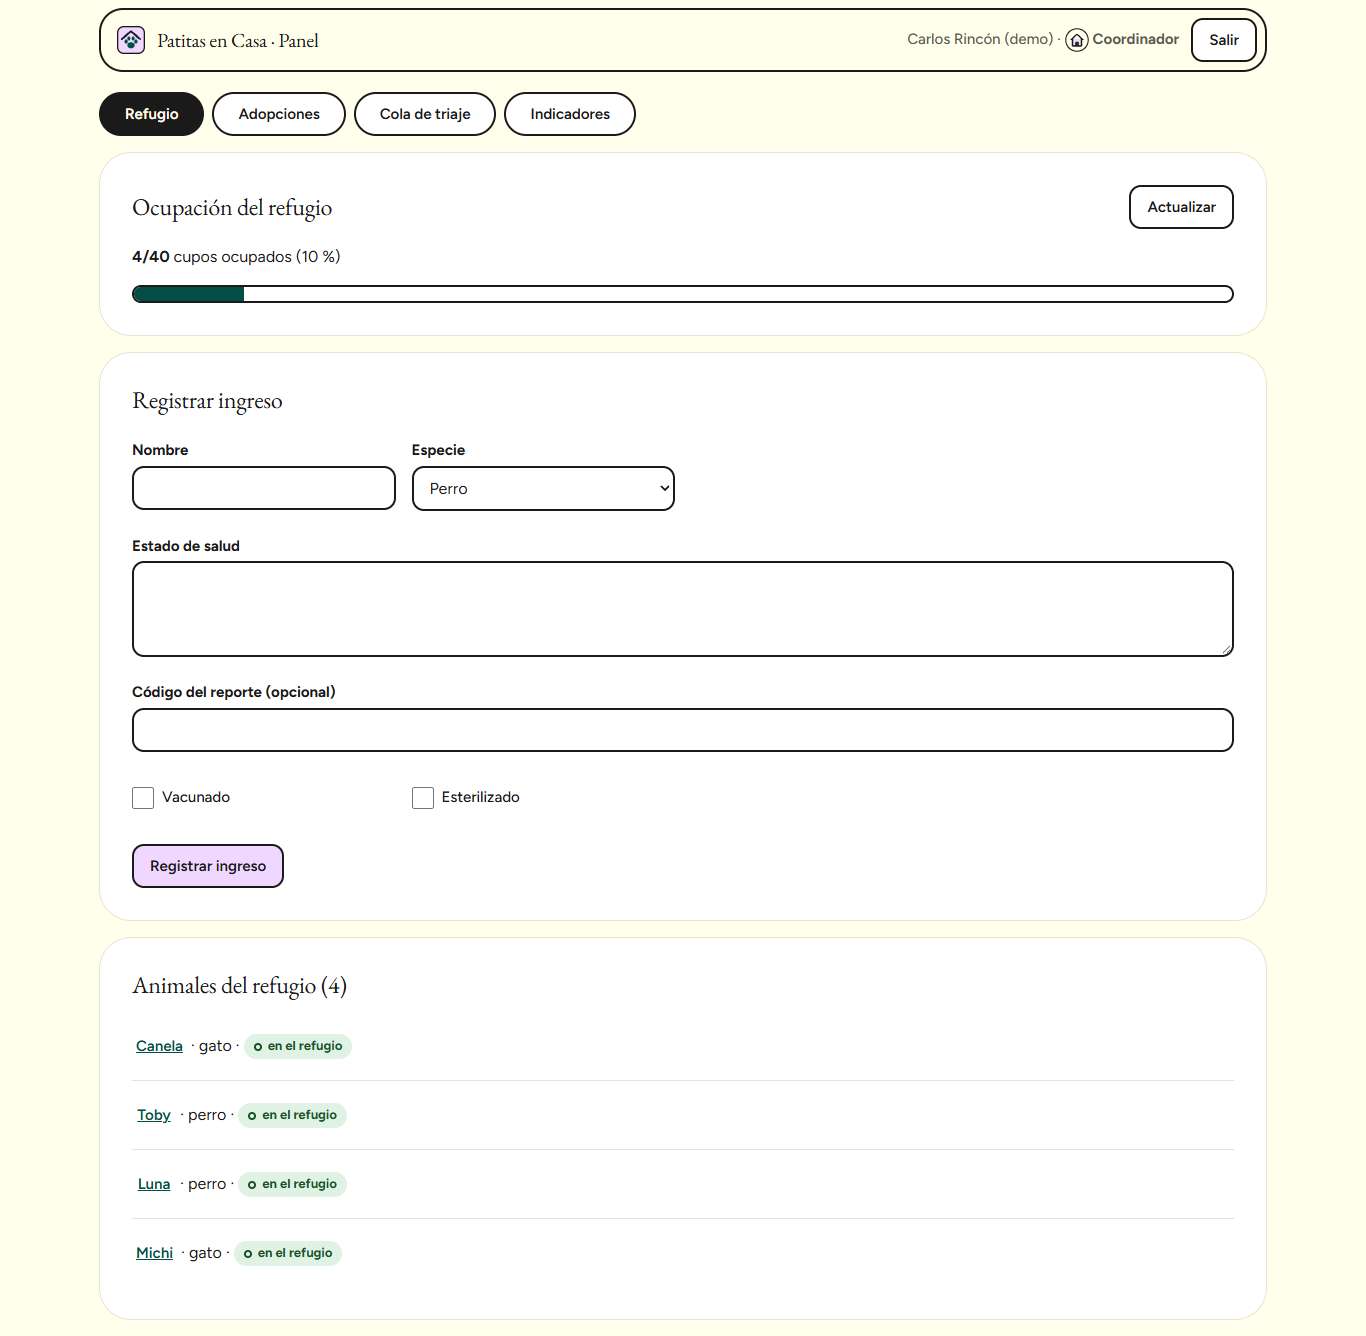 Patitas en Casa · Panel
Carlos Rincón (demo) · Coordinador
Salir
Refugio
Adopciones
Cola de triaje
Indicadores
Ocupación del refugio
Actualizar
4/40 cupos ocupados (10 %)
Registrar ingreso
Nombre
Especie
Perro
Estado de salud
Código del reporte (opcional)
Vacunado
Esterilizado
Registrar ingreso
Animales del refugio (4)
Canela · gato · en el refugio
Toby · perro · en el refugio
Luna · perro · en el refugio
Michi · gato · en el refugio